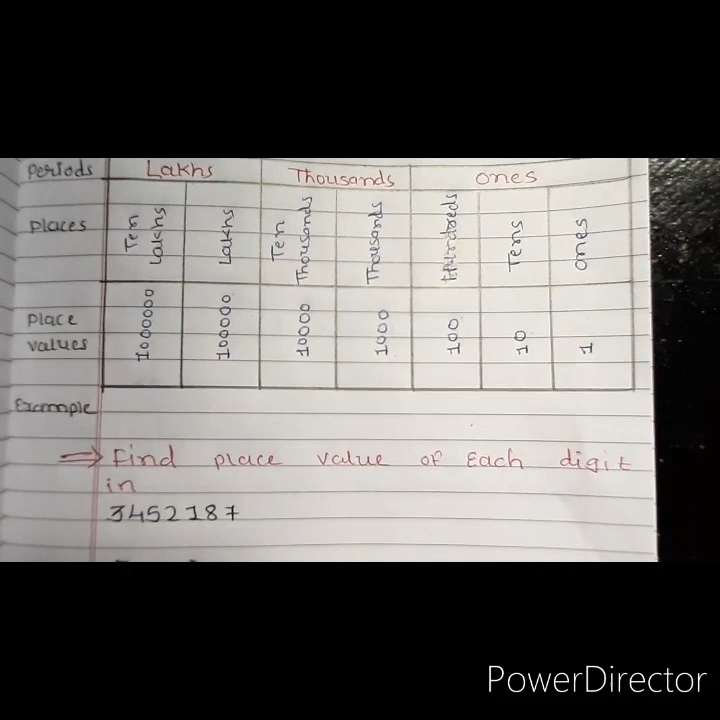 Periods Lakhs Thousands ones
places Ten Lakhs Lakhs Ten Thousands Thousands Hundreds Tens ones
place values 1000000 100000 10000 1000 100 10 1
Example
⇒ Find place value of Each digit
in
3452187
PowerDirector